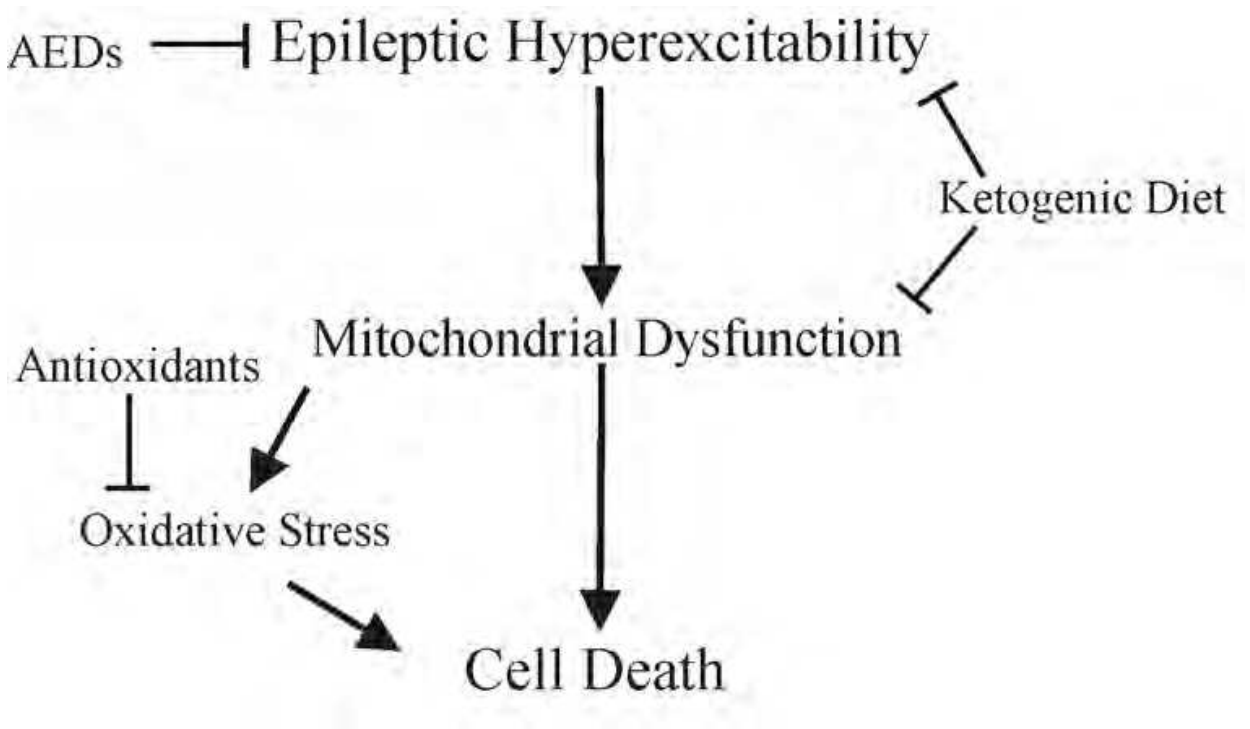 AEDs
Epileptic Hyperexcitability
Ketogenic Diet
Mitochondrial Dysfunction
Antioxidants
Oxidative Stress
Cell Death